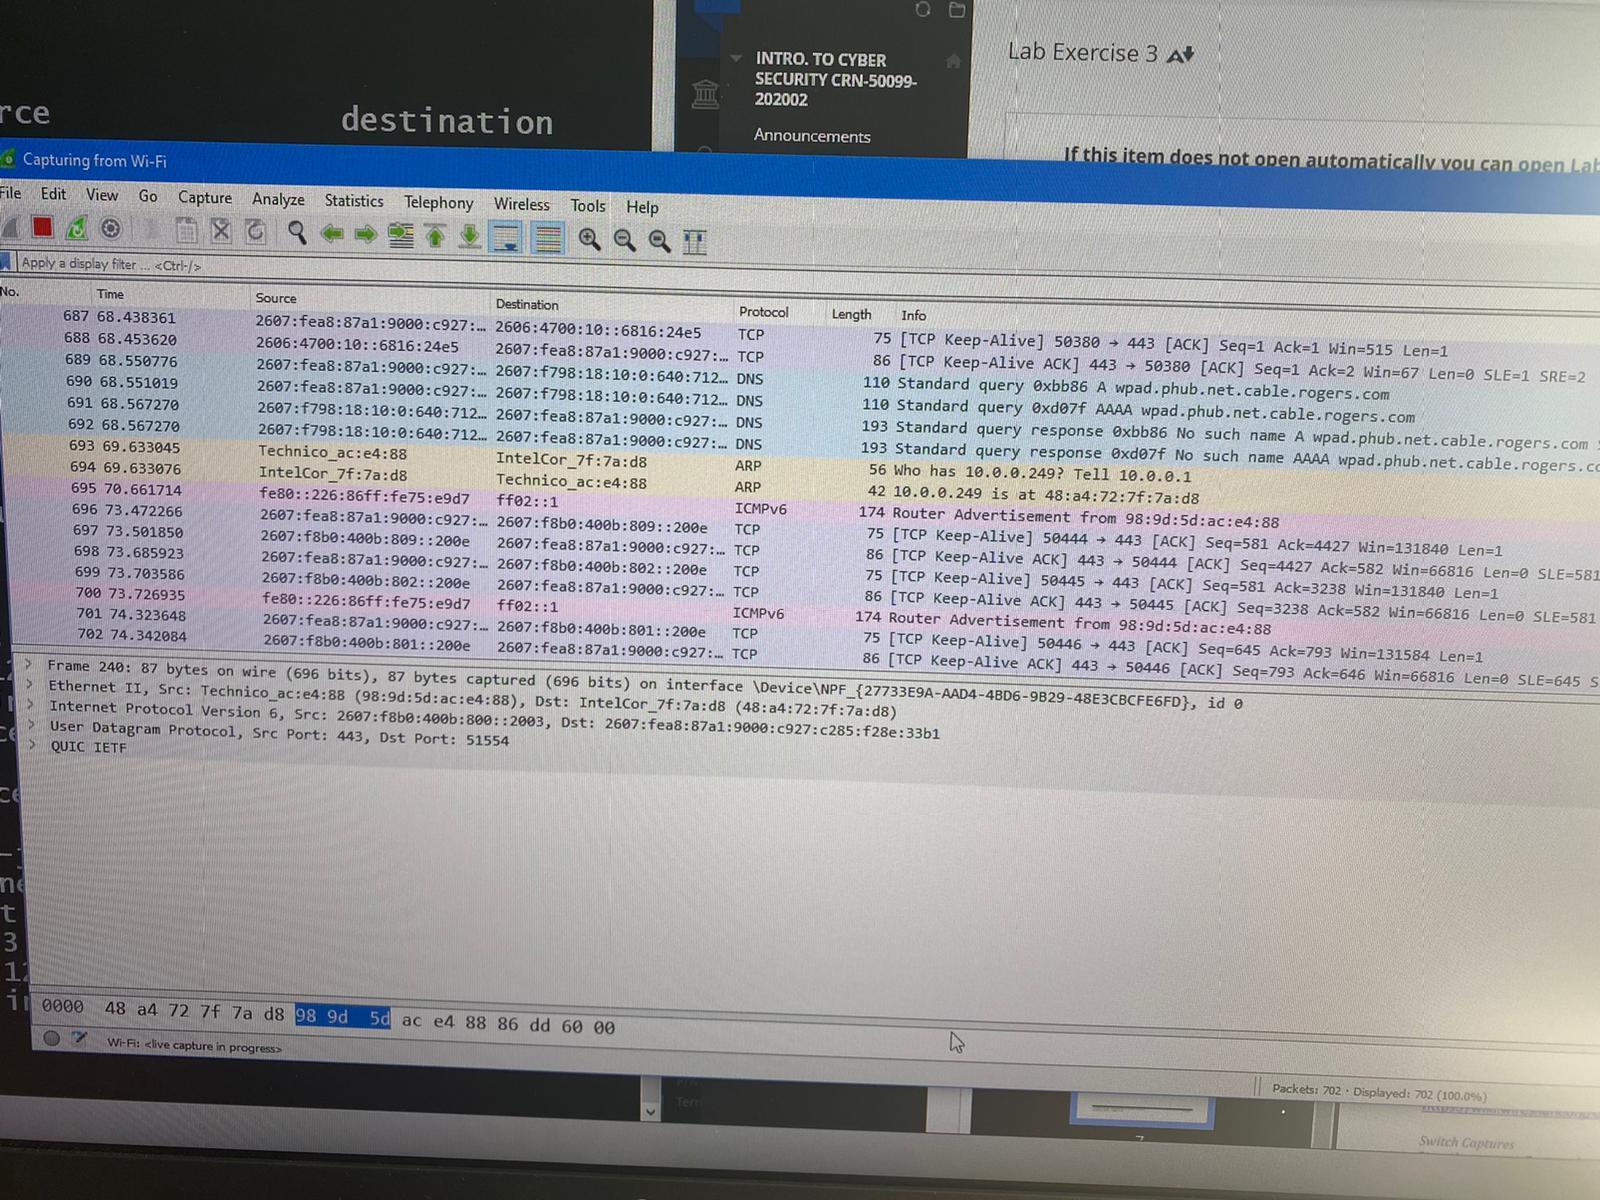 rce destination
INTRO. TO CYBER
SECURITY CRN-50099-
202002
Announcements
Lab Exercise 3
If this item does not open automatically you can open Lab
Capturing from Wi-Fi
File Edit View Go Capture Analyze Statistics Telephony Wireless Tools Help
Apply a display filter ... <Ctrl-/>
No. Time Source Destination Protocol Length Info
687 68.438361 2607:fea8:87a1:9000:c927:… 2606:4700:10::6816:24e5 TCP 75 [TCP Keep-Alive] 50380 → 443 [ACK] Seq=1 Ack=1 Win=515 Len=1
688 68.453620 2606:4700:10::6816:24e5 2607:fea8:87a1:9000:c927:… TCP 86 [TCP Keep-Alive ACK] 443 → 50380 [ACK] Seq=1 Ack=2 Win=67 Len=0 SLE=1 SRE=2
689 68.550776 2607:fea8:87a1:9000:c927:… 2607:f798:18:10:0:640:712… DNS 110 Standard query 0xbb86 A wpad.phub.net.cable.rogers.com
690 68.551019 2607:fea8:87a1:9000:c927:… 2607:f798:18:10:0:640:712… DNS 110 Standard query 0xd07f AAAA wpad.phub.net.cable.rogers.com
691 68.567270 2607:f798:18:10:0:640:712… 2607:fea8:87a1:9000:c927:… DNS 193 Standard query response 0xbb86 No such name A wpad.phub.net.cable.rogers.com
692 68.567270 2607:f798:18:10:0:640:712… 2607:fea8:87a1:9000:c927:… DNS 193 Standard query response 0xd07f No such name AAAA wpad.phub.net.cable.rogers.co
693 69.633045 Technico_ac:e4:88 IntelCor_7f:7a:d8 ARP 56 Who has 10.0.0.249? Tell 10.0.0.1
694 69.633076 IntelCor_7f:7a:d8 Technico_ac:e4:88 ARP 42 10.0.0.249 is at 48:a4:72:7f:7a:d8
695 70.661714 fe80::226:86ff:fe75:e9d7 ff02::1 ICMPv6 174 Router Advertisement from 98:9d:5d:ac:e4:88
696 73.472266 2607:fea8:87a1:9000:c927:… 2607:f8b0:400b:809::200e TCP 75 [TCP Keep-Alive] 50444 → 443 [ACK] Seq=581 Ack=4427 Win=131840 Len=1
697 73.501850 2607:f8b0:400b:809::200e 2607:fea8:87a1:9000:c927:… TCP 86 [TCP Keep-Alive ACK] 443 → 50444 [ACK] Seq=4427 Ack=582 Win=66816 Len=0 SLE=581
698 73.685923 2607:fea8:87a1:9000:c927:… 2607:f8b0:400b:802::200e TCP 75 [TCP Keep-Alive] 50445 → 443 [ACK] Seq=581 Ack=3238 Win=131840 Len=1
699 73.703586 2607:f8b0:400b:802::200e 2607:fea8:87a1:9000:c927:… TCP 86 [TCP Keep-Alive ACK] 443 → 50445 [ACK] Seq=3238 Ack=582 Win=66816 Len=0 SLE=581
700 73.726935 fe80::226:86ff:fe75:e9d7 ff02::1 ICMPv6 174 Router Advertisement from 98:9d:5d:ac:e4:88
701 74.323648 2607:fea8:87a1:9000:c927:… 2607:f8b0:400b:801::200e TCP 75 [TCP Keep-Alive] 50446 → 443 [ACK] Seq=645 Ack=793 Win=131584 Len=1
702 74.342084 2607:f8b0:400b:801::200e 2607:fea8:87a1:9000:c927:… TCP 86 [TCP Keep-Alive ACK] 443 → 50446 [ACK] Seq=793 Ack=646 Win=66816 Len=0 SLE=645 S
Frame 240: 87 bytes on wire (696 bits), 87 bytes captured (696 bits) on interface \Device\NPF_{27733E9A-AAD4-4BD6-9B29-48E3CBCFE6FD}, id 0
Ethernet II, Src: Technico_ac:e4:88 (98:9d:5d:ac:e4:88), Dst: IntelCor_7f:7a:d8 (48:a4:72:7f:7a:d8)
Internet Protocol Version 6, Src: 2607:f8b0:400b:800::2003, Dst: 2607:fea8:87a1:9000:c927:c285:f28e:33b1
User Datagram Protocol, Src Port: 443, Dst Port: 51554
QUIC IETF
ne
t
3
0000 48 a4 72 7f 7a d8 98 9d 5d ac e4 88 86 dd 60 00
Wi-Fi: <live capture in progress>
Packets: 702 · Displayed: 702 (100.0%)
Term
Switch Captures